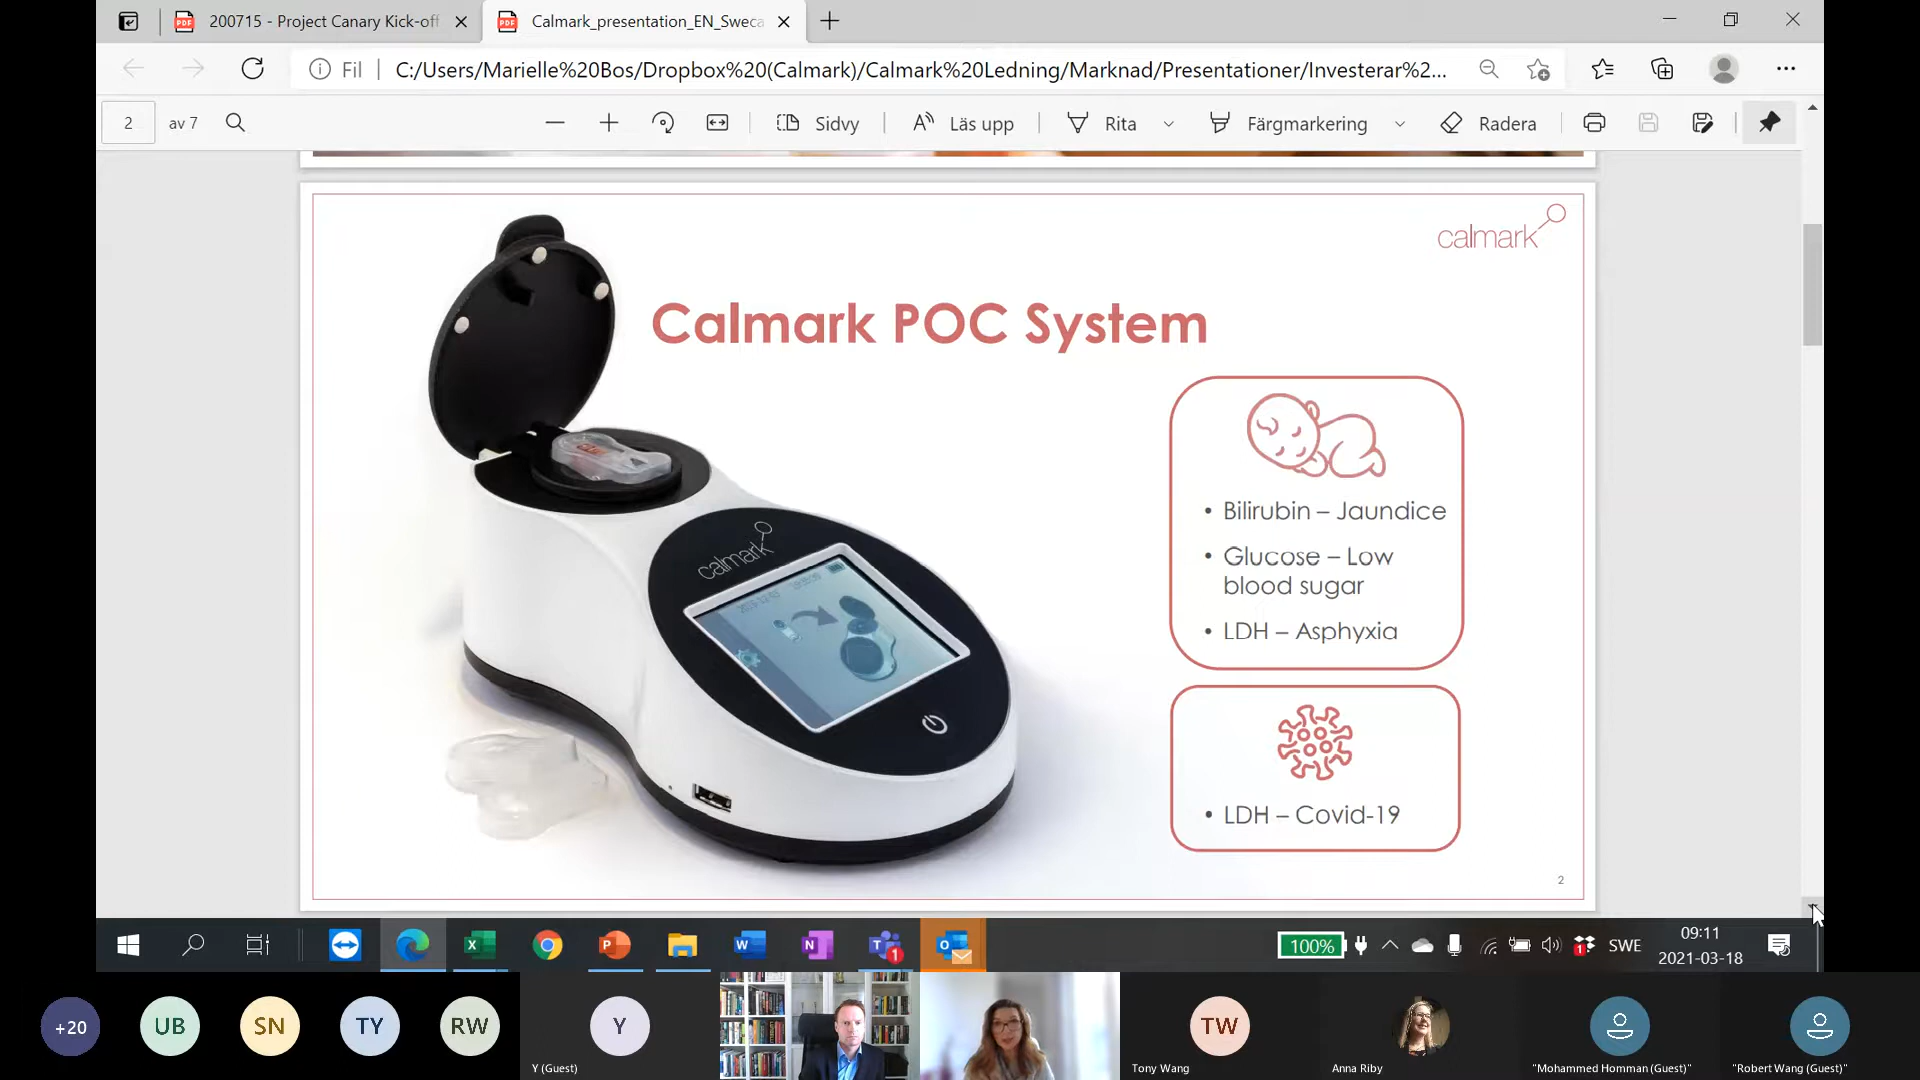 200715 - Project Canary Kick-off
Calmark_presentation_EN_Sweca
Fil
C:/Users/Marielle%20Bos/Dropbox%20(Calmark)/Calmark%20Ledning/Marknad/Presentationer/Investerar%2...
2 av 7
Sidvy
Läs upp
Rita
Färgmarkering
Radera
calmark
Calmark POC System
• Bilirubin – Jaundice
• Glucose – Low
blood sugar
• LDH – Asphyxia
calmark
• LDH – Covid-19
2
100%
SWE
09:11
2021-03-18
+20
UB
SN
TY
RW
Y
Y (Guest)
TW
Tony Wang
Anna Riby
"Mohammed Homman (Guest)"
"Robert Wang (Guest)"